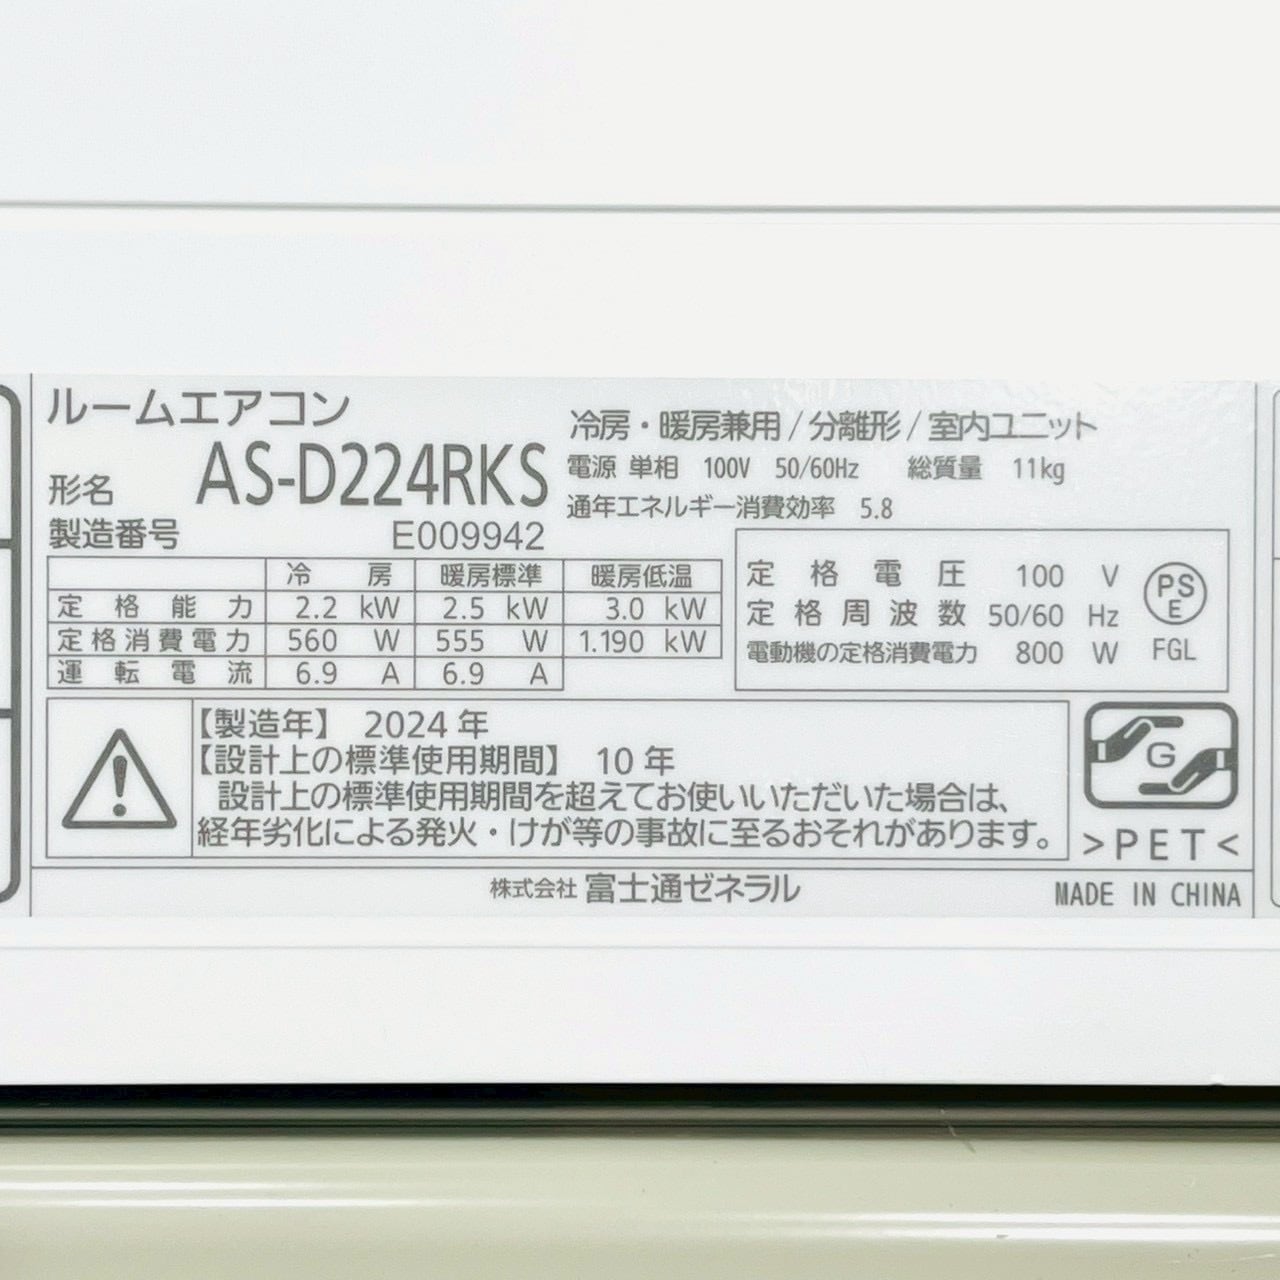 ルームエアコン
形名 AS-D224RKS
製造番号 E009942
冷房・暖房兼用/分離形/室内ユニット
電源 単相 100V 50/60Hz 総質量 11kg
通年エネルギー消費効率 5.8
冷房 暖房標準 暖房低温
定格能力 2.2 kW 2.5 kW 3.0 kW
定格消費電力 560 W 555 W 1.190 kW
運転電流 6.9 A 6.9 A
定格電圧 100 V
定格周波数 50/60 Hz
電動機の定格消費電力 800 W
PS
E
FGL
【製造年】 2024年
【設計上の標準使用期間】 10年
設計上の標準使用期間を超えてお使いいただいた場合は、
経年劣化による発火・けが等の事故に至るおそれがあります。
G
>PET<
株式会社 富士通ゼネラル
MADE IN CHINA